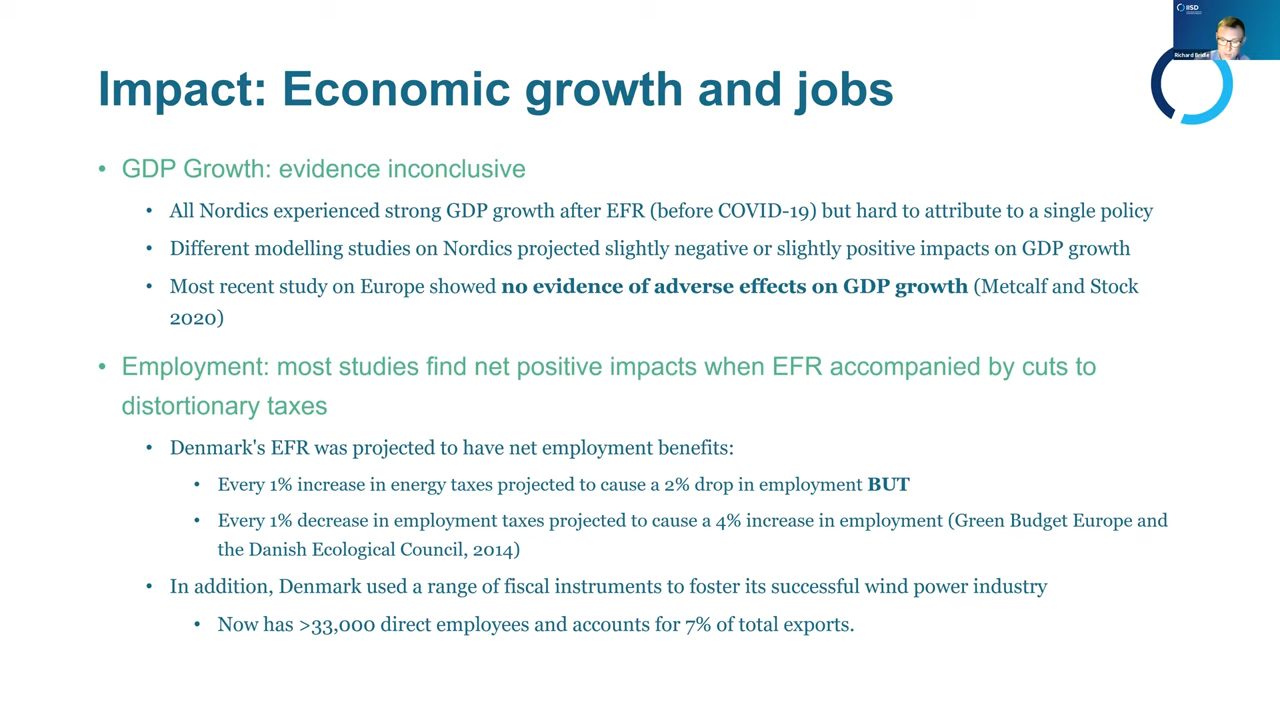 IISD
Richard Bridle
Impact: Economic growth and jobs
• GDP Growth: evidence inconclusive
• All Nordics experienced strong GDP growth after EFR (before COVID-19) but hard to attribute to a single policy
• Different modelling studies on Nordics projected slightly negative or slightly positive impacts on GDP growth
• Most recent study on Europe showed no evidence of adverse effects on GDP growth (Metcalf and Stock
2020)
• Employment: most studies find net positive impacts when EFR accompanied by cuts to
distortionary taxes
• Denmark's EFR was projected to have net employment benefits:
• Every 1% increase in energy taxes projected to cause a 2% drop in employment BUT
• Every 1% decrease in employment taxes projected to cause a 4% increase in employment (Green Budget Europe and
the Danish Ecological Council, 2014)
• In addition, Denmark used a range of fiscal instruments to foster its successful wind power industry
• Now has >33,000 direct employees and accounts for 7% of total exports.